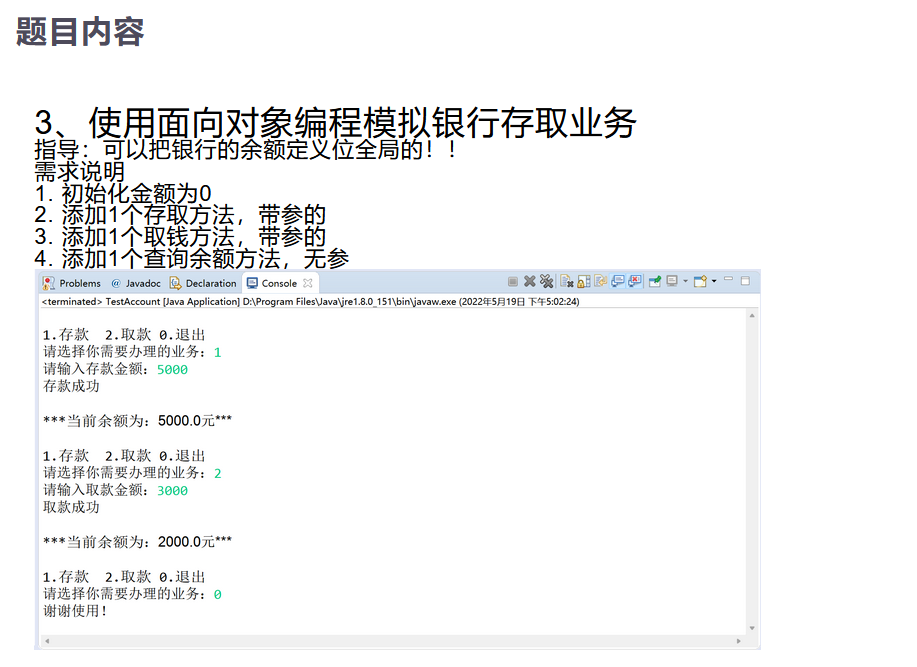 题目内容
3、使用面向对象编程模拟银行存取业务
指导：可以把银行的余额定义位全局的！！
需求说明
1. 初始化金额为0
2. 添加1个存取方法，带参的
3. 添加1个取钱方法，带参的
4. 添加1个查询余额方法，无参
Problems @ Javadoc Declaration Console
<terminated> TestAccount [Java Application] D:\Program Files\Java\jre1.8.0_151\bin\javaw.exe (2022年5月19日 下午5:02:24)
1.存款 2.取款 0.退出
请选择你需要办理的业务：1
请输入存款金额：5000
存款成功
***当前余额为：5000.0元***
1.存款 2.取款 0.退出
请选择你需要办理的业务：2
请输入取款金额：3000
取款成功
***当前余额为：2000.0元***
1.存款 2.取款 0.退出
请选择你需要办理的业务：0
谢谢使用！